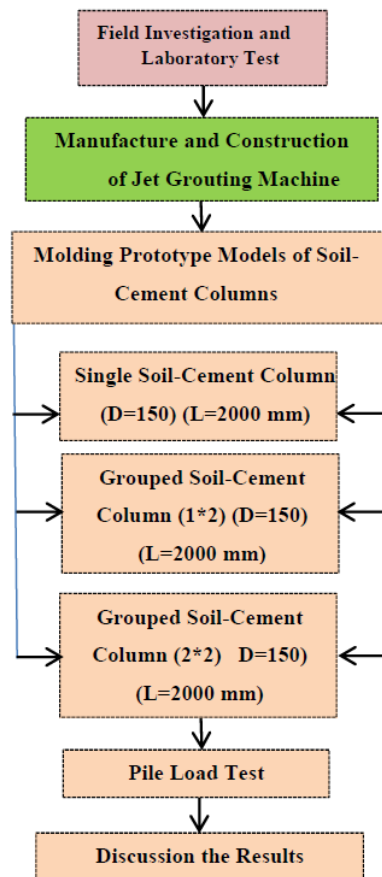 Field Investigation and
Laboratory Test
Manufacture and Construction
of Jet Grouting Machine
Molding Prototype Models of Soil-
Cement Columns
Single Soil-Cement Column
(D=150) (L=2000 mm)
Grouped Soil-Cement
Column (1*2) (D=150)
(L=2000 mm)
Grouped Soil-Cement
Column (2*2) D=150)
(L=2000 mm)
Pile Load Test
Discussion the Results